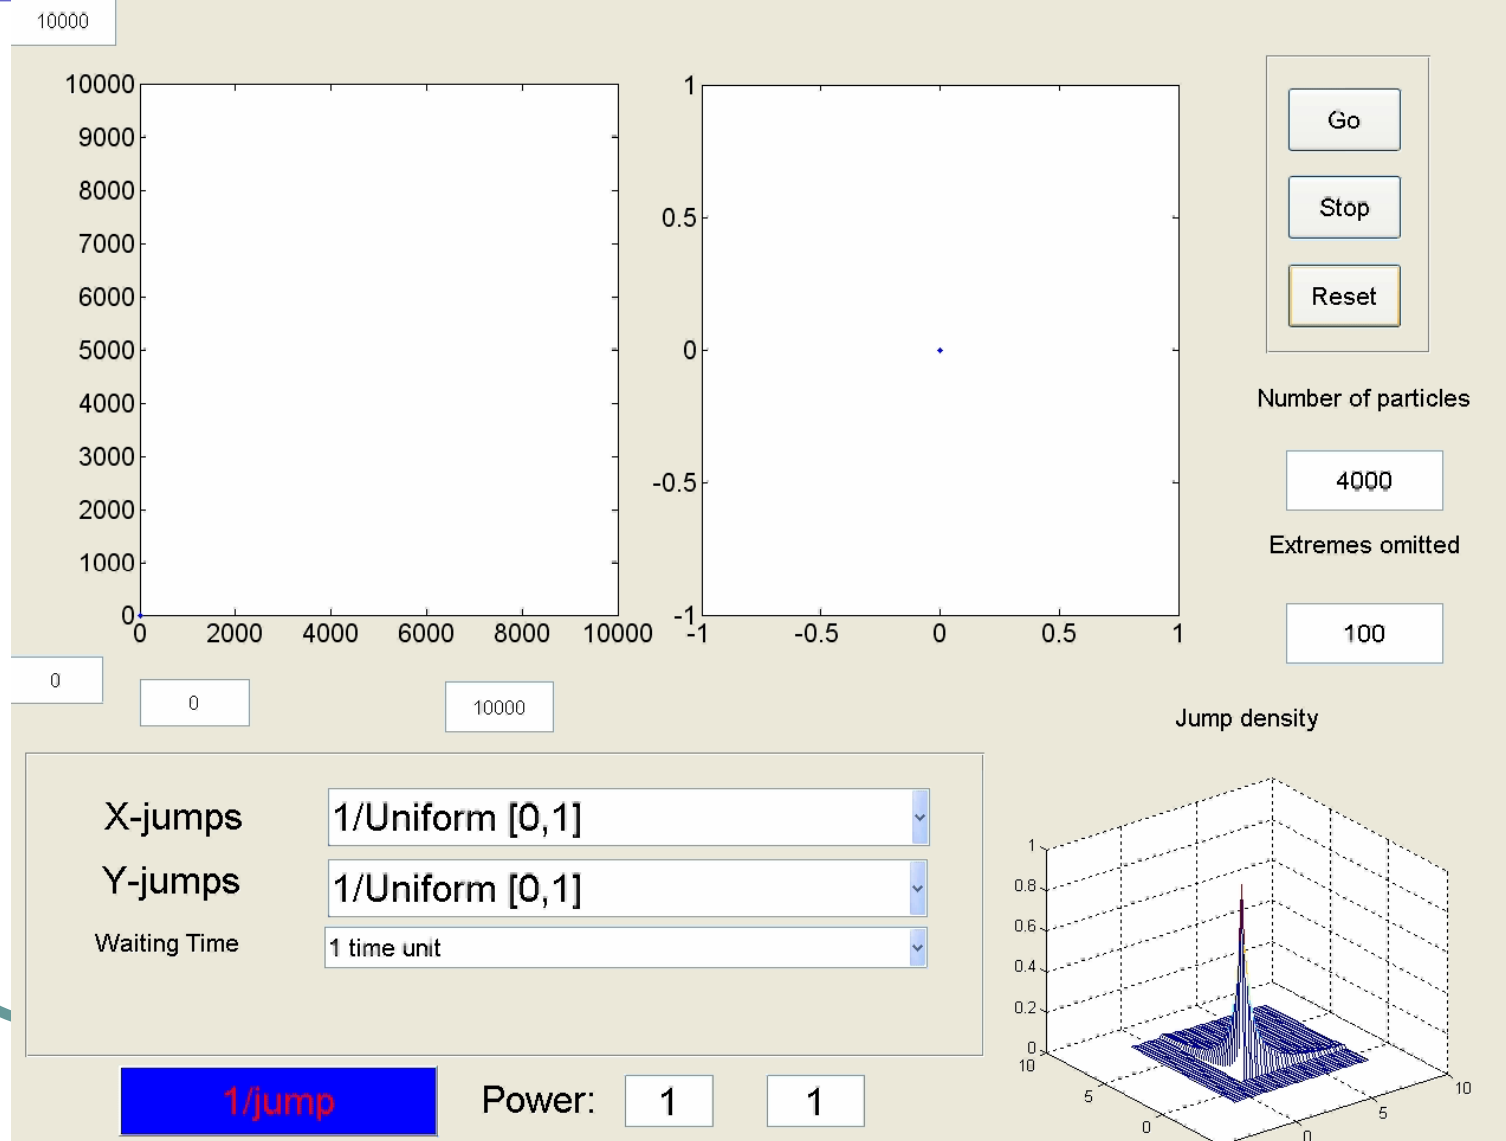 10000
10000
9000
8000
7000
6000
5000
4000
3000
2000
1000
0
0 2000 4000 6000 8000 10000
1
0.5
0
-0.5
-1
-1 -0.5 0 0.5 1
Go
Stop
Reset
Number of particles
4000
Extremes omitted
100
0
0
10000
Jump density
X-jumps 1/Uniform [0,1]
Y-jumps 1/Uniform [0,1]
Waiting Time 1 time unit
1
0.8
0.6
0.4
0.2
0
10
5
0
0
5
10
1/jump Power: 1 1